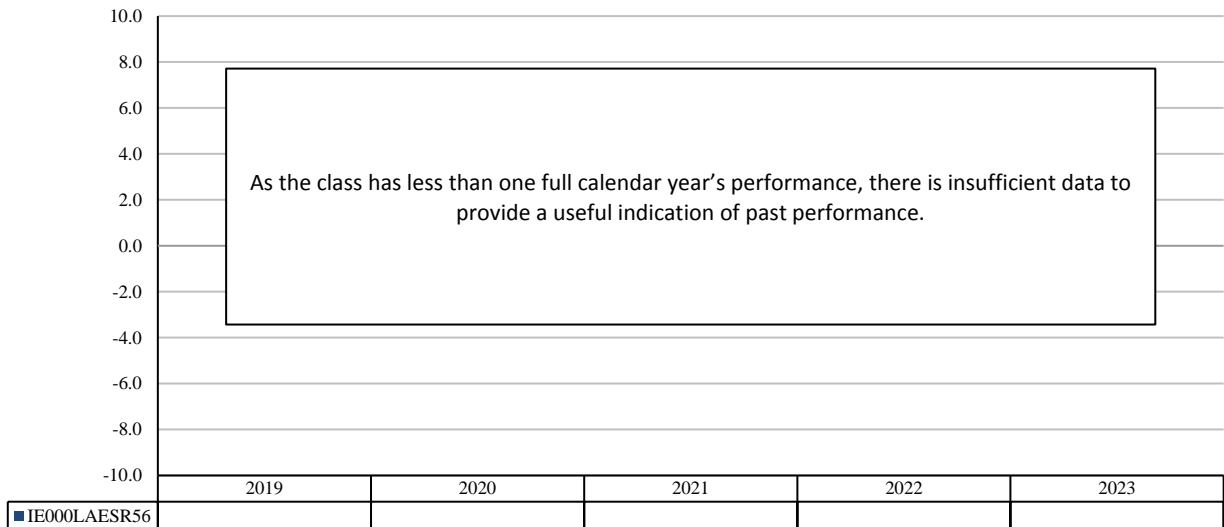 10.0
8.0
6.0
4.0
2.0
0.0
-2.0
-4.0
-6.0
-8.0
-10.0
As the class has less than one full calendar year’s performance, there is insufficient data to
provide a useful indication of past performance.
2019 2020 2021 2022 2023
IE000LAESR56